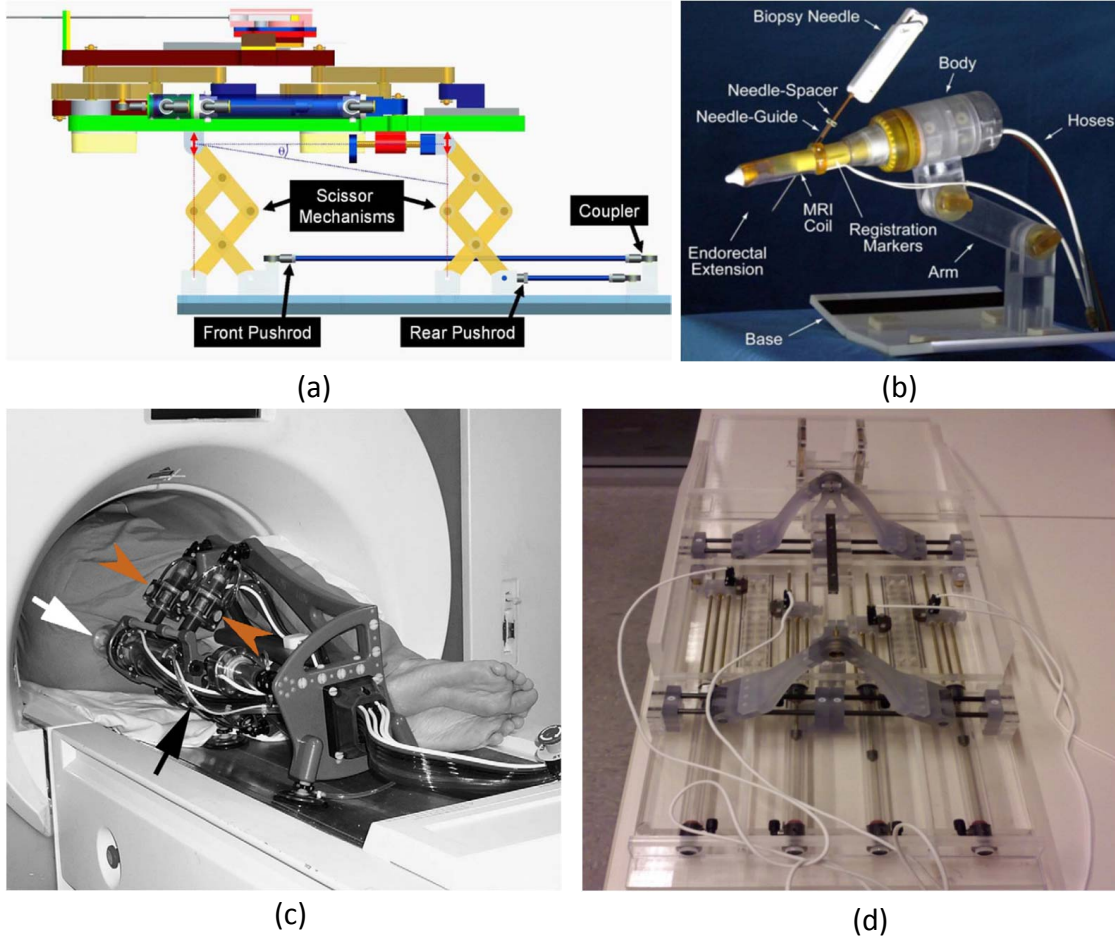 θ
Scissor
Mechanisms
Coupler
Front Pushrod
Rear Pushrod
(a)
Biopsy Needle
Body
Needle-Spacer
Needle-Guide
Hoses
MRI
Coil
Registration
Markers
Endorectal
Extension
Arm
Base
(b)
(c)
(d)